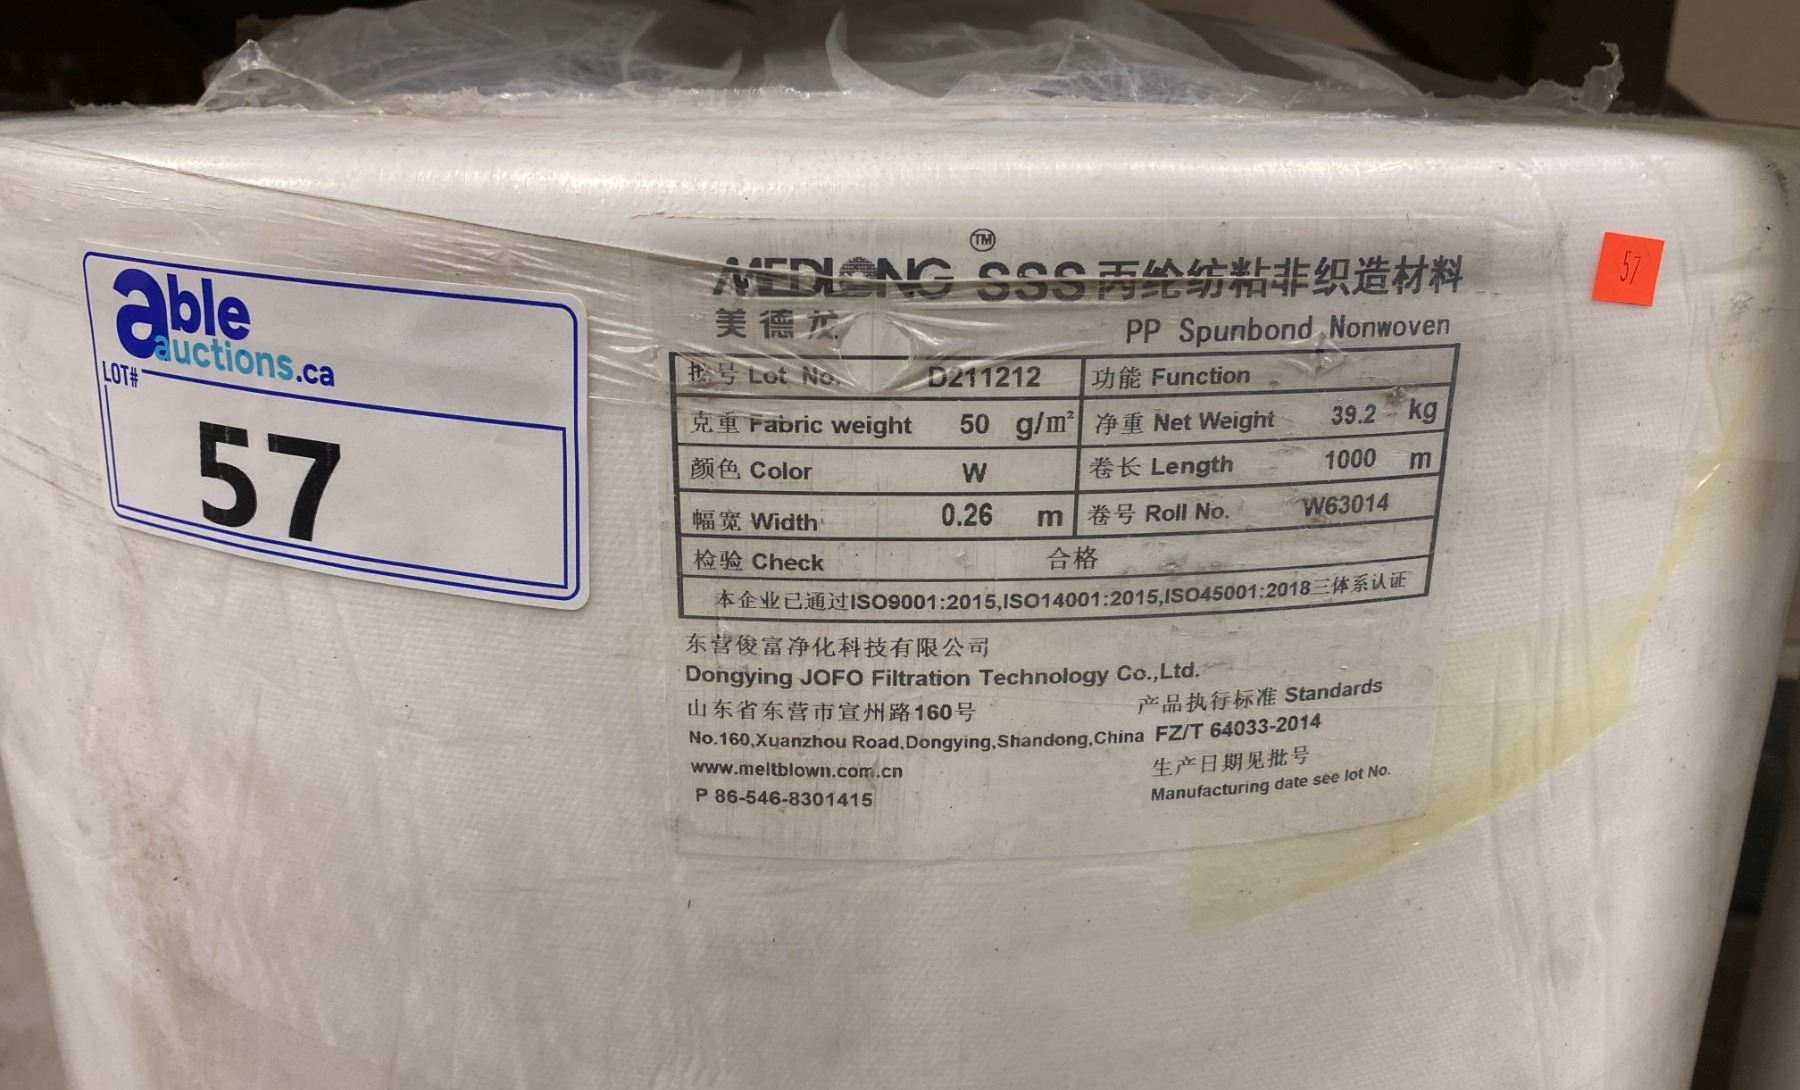 able
auctions.ca
LOT#
57
57
TM
MEDLONG SSS 丙纶纺粘非织造材料
美德龙
PP Spunbond Nonwoven
批号 Lot No. D211212 功能 Function
克重 Fabric weight 50 g/m² 净重 Net Weight 39.2 kg
颜色 Color W 卷长 Length 1000 m
幅宽 Width 0.26 m 卷号 Roll No. W63014
检验 Check 合格
本企业已通过ISO9001:2015,ISO14001:2015,ISO45001:2018三体系认证
东营俊富净化科技有限公司
Dongying JOFO Filtration Technology Co.,Ltd.
山东省东营市宣州路160号
No.160,Xuanzhou Road,Dongying,Shandong,China
www.meltblown.com.cn
P 86-546-8301415
产品执行标准 Standards
FZ/T 64033-2014
生产日期见批号
Manufacturing date see lot No.